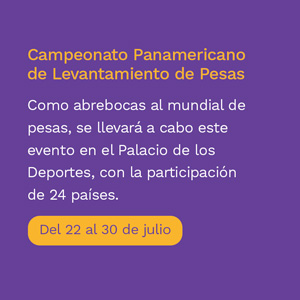 Campeonato Panamericano
de Levantamiento de Pesas
Como abrebocas al mundial de
pesas, se llevará a cabo este
evento en el Palacio de los
Deportes, con la participación
de 24 países.
Del 22 al 30 de julio